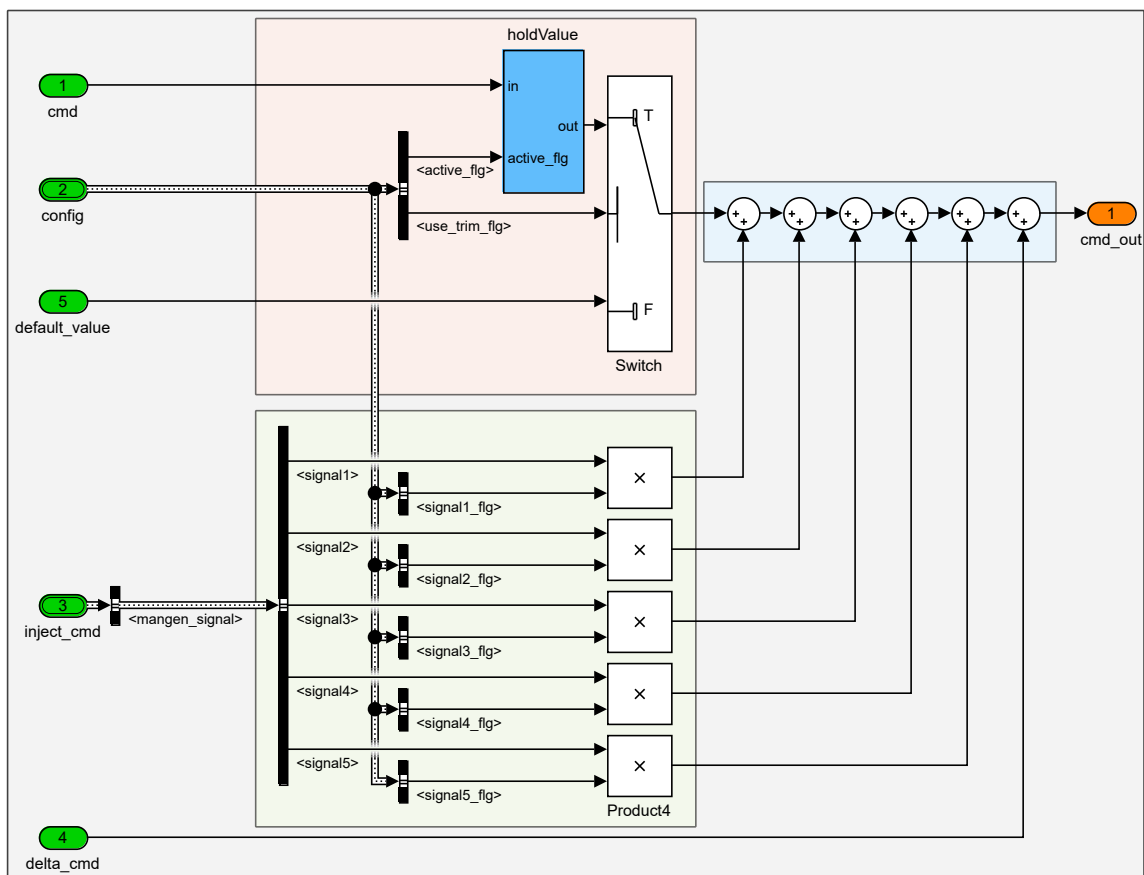 holdValue
1
cmd
in
T
out
<active_flg>
active_flg
2
config
<use_trim_flg>
1
cmd_out
5
default_value
F
Switch
+
+
+
+
+
+
+
+
+
+
+
+
<signal1>
×
<signal1_flg>
<signal2>
×
<signal2_flg>
3
inject_cmd
<mangen_signal>
<signal3>
×
<signal3_flg>
<signal4>
×
<signal4_flg>
<signal5>
×
<signal5_flg>
Product4
4
delta_cmd